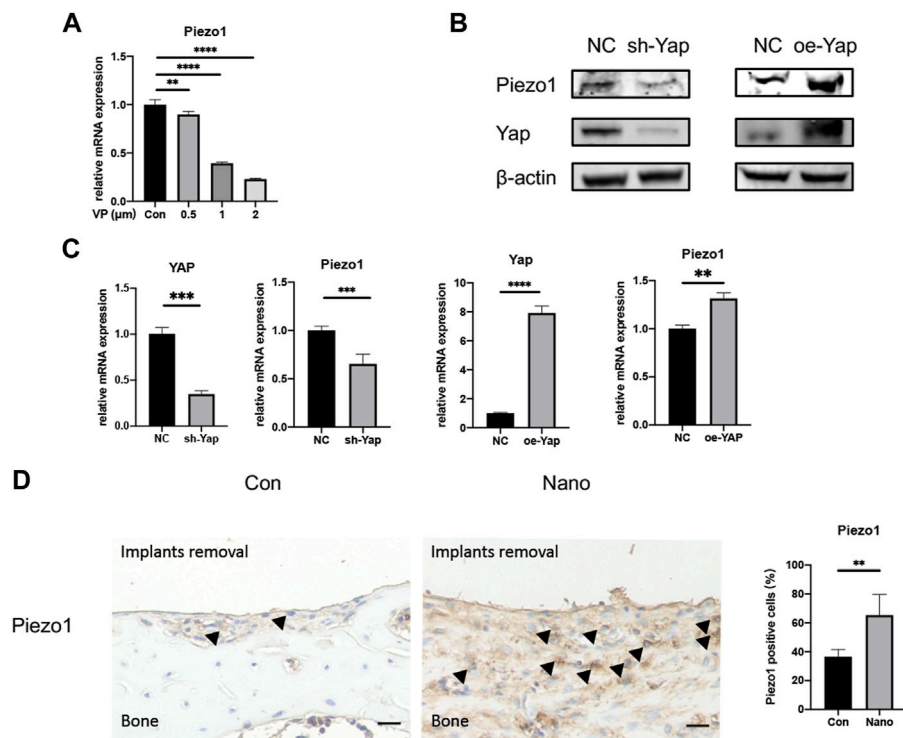 A
Piezo1
relative mRNA expression
1.5
1.0
0.5
0.0
****
****
**
VP (μm) Con 0.5 1 2
B
NC sh-Yap NC oe-Yap
Piezo1
Yap
β-actin
C
YAP
relative mRNA expression
1.5
1.0
0.5
0.0
***
NC sh-Yap
Piezo1
relative mRNA expression
1.5
1.0
0.5
0.0
***
NC sh-Yap
Yap
relative mRNA expression
10
8
6
4
2
0
****
NC oe-Yap
Piezo1
relative mRNA expression
1.5
1.0
0.5
0.0
**
NC oe-YAP
D
Con Nano
Piezo1
Implants removal
Bone
Implants removal
Bone
Piezo1
Piezo1 positive cells (%)
100
80
60
40
20
0
**
Con Nano